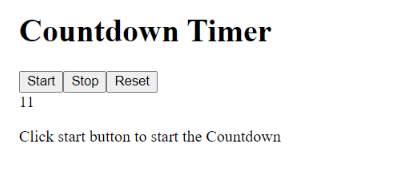 Countdown Timer
Start Stop Reset
11
Click start button to start the Countdown